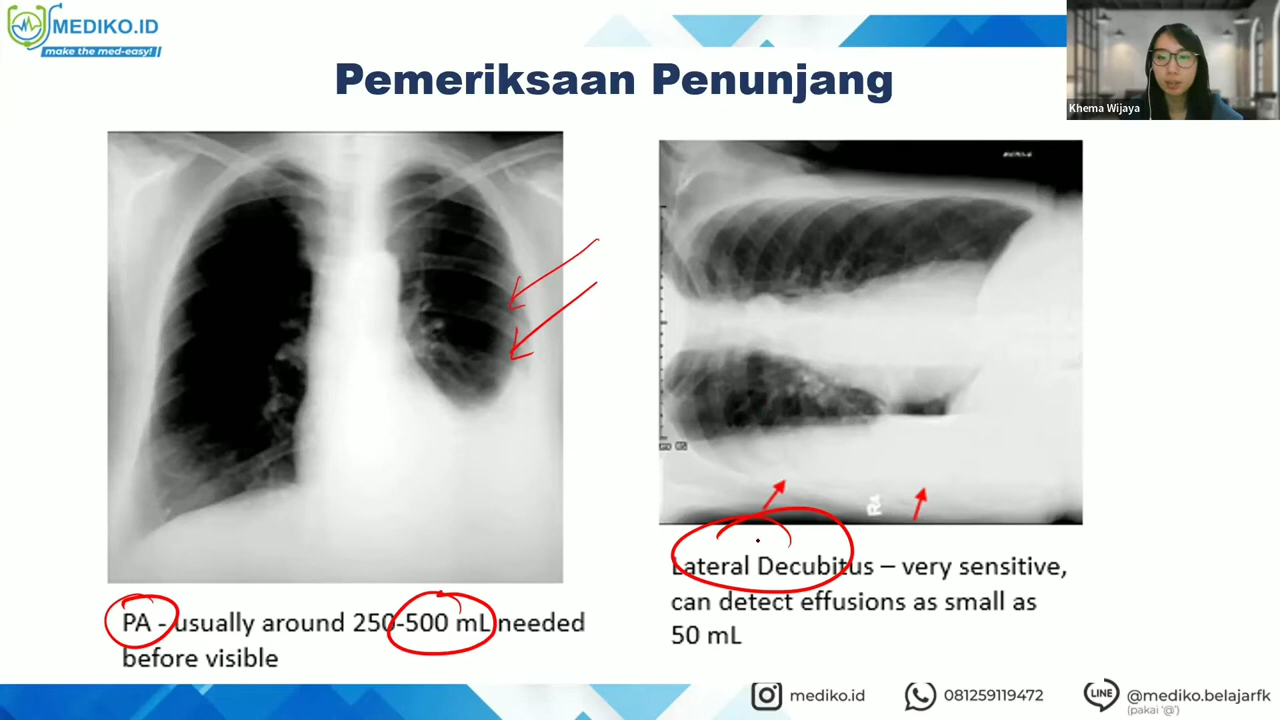 MEDIKO.ID
make the med-easy!
Pemeriksaan Penunjang
Khema Wijaya
PA - usually around 250-500 mL needed
before visible
Lateral Decubitus – very sensitive,
can detect effusions as small as
50 mL
mediko.id
081259119472
LINE
@mediko.belajarfk
(pakai '@')